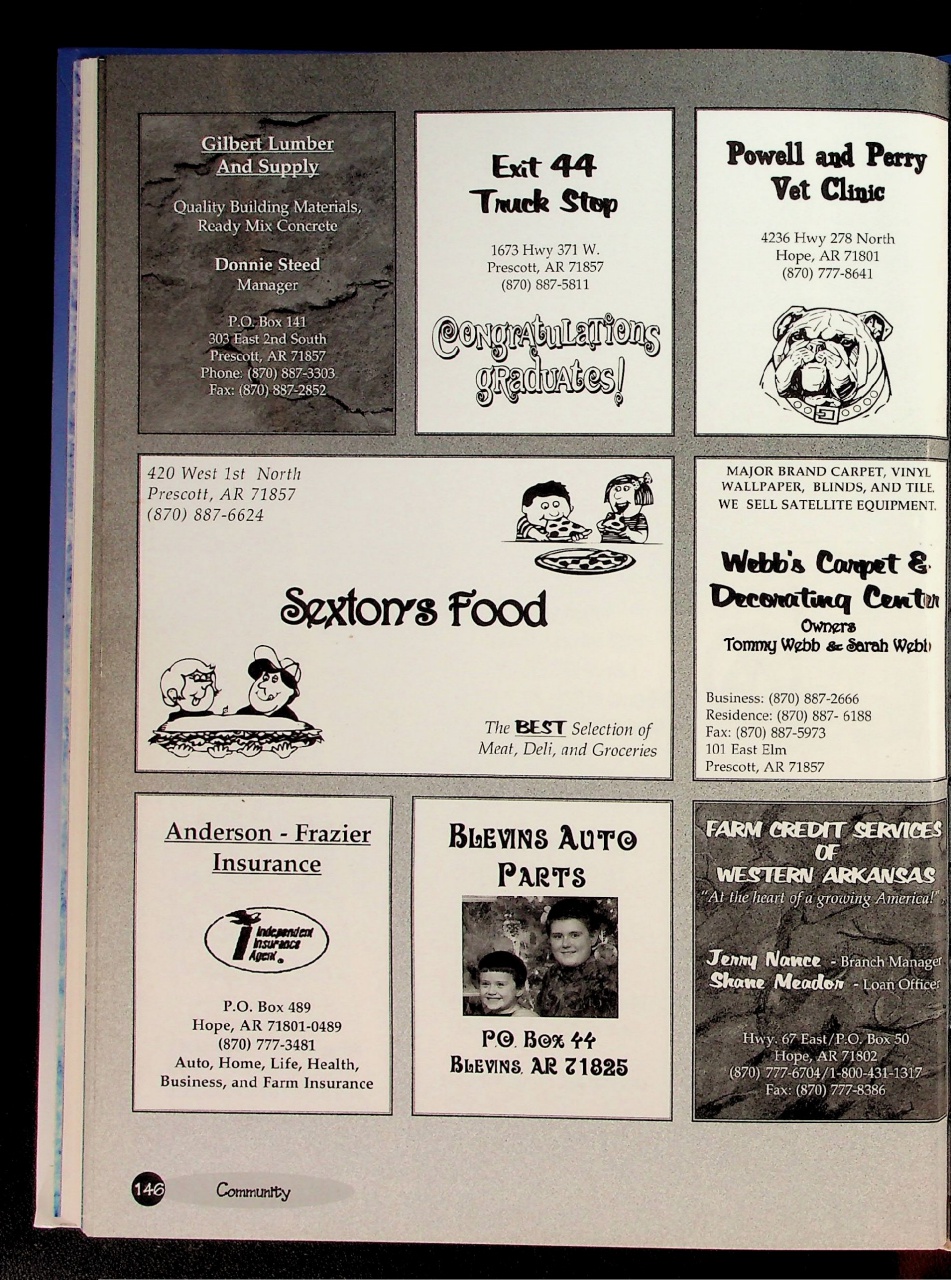 Gilbert Lumber
And Supply
Quality Building Materials,
Ready Mix Concrete
Donnie Steed
Manager
P.O. Box 141
303 East 2nd South
Prescott, AR 71857
Phone: (870) 887-3303
Fax: (870) 887-2852
Exit 44
Truck Stop
1673 Hwy 371 W.
Prescott, AR 71857
(870) 887-5811
Congratulations
graduates!
Powell and Perry
Vet Clinic
4236 Hwy 278 North
Hope, AR 71801
(870) 777-8641
420 West 1st North
Prescott, AR 71857
(870) 887-6624
Sexton's Food
The BEST Selection of
Meat, Deli, and Groceries
MAJOR BRAND CARPET, VINYL
WALLPAPER, BLINDS, AND TILE.
WE SELL SATELLITE EQUIPMENT.
Webb's Carpet &
Decorating Center
Owners
Tommy Webb & Sarah Webb
Business: (870) 887-2666
Residence: (870) 887- 6188
Fax: (870) 887-5973
101 East Elm
Prescott, AR 71857
Anderson - Frazier
Insurance
Independent
Insurance
Agent ®
P.O. Box 489
Hope, AR 71801-0489
(870) 777-3481
Auto, Home, Life, Health,
Business, and Farm Insurance
BLEVINS AUTO
PARTS
P.O. BOX 44
BLEVINS, AR 71825
FARM CREDIT SERVICES
OF
WESTERN ARKANSAS
"At the heart of a growing America!"
Jerry Nance - Branch Manager
Shane Meador - Loan Officer
Hwy. 67 East/P.O. Box 50
Hope, AR 71802
(870) 777-6704/1-800-431-1317
Fax: (870) 777-8386
146 Community